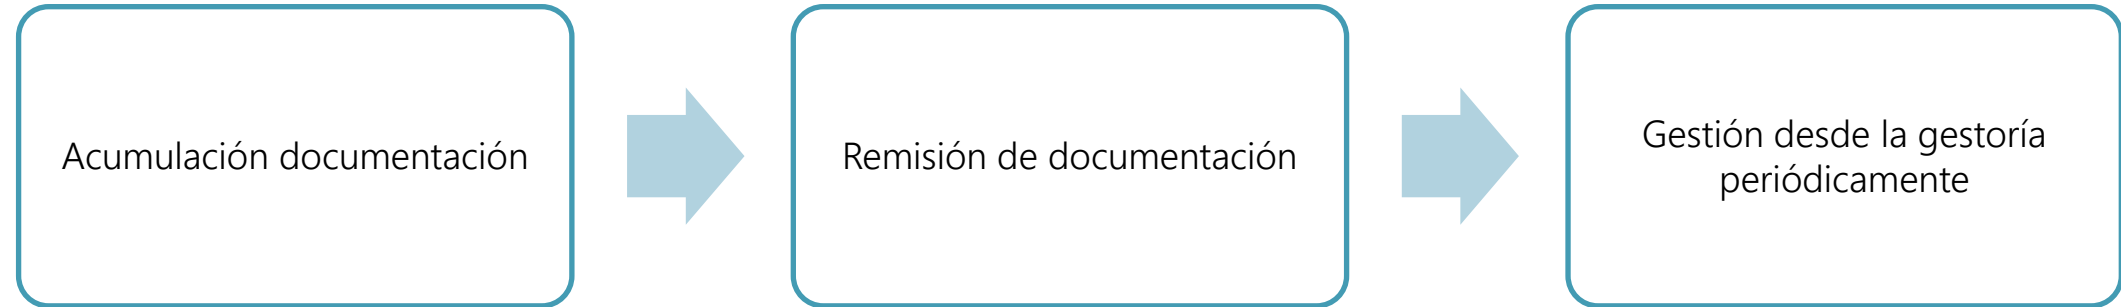 Acumulación documentación
Remisión de documentación
Gestión desde la gestoría
periódicamente